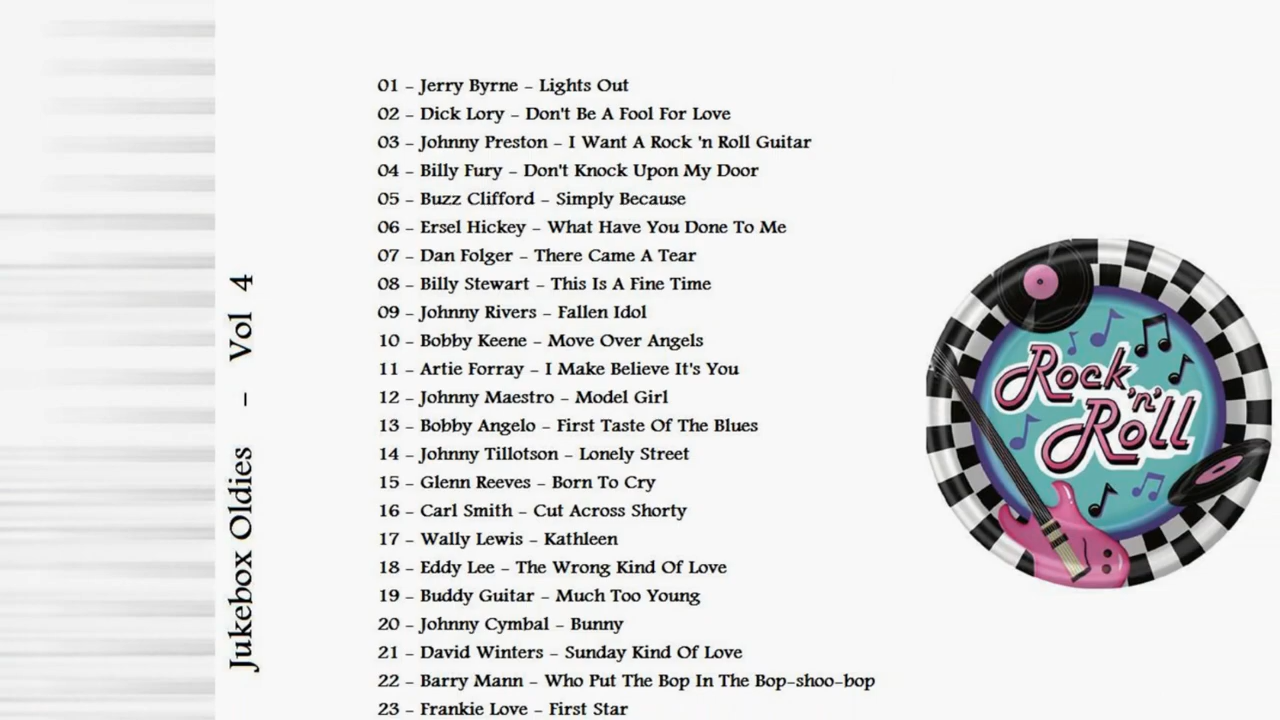 Jukebox Oldies - Vol 4
01 - Jerry Byrne - Lights Out
02 - Dick Lory - Don't Be A Fool For Love
03 - Johnny Preston - I Want A Rock 'n Roll Guitar
04 - Billy Fury - Don't Knock Upon My Door
05 - Buzz Clifford - Simply Because
06 - Ersel Hickey - What Have You Done To Me
07 - Dan Folger - There Came A Tear
08 - Billy Stewart - This Is A Fine Time
09 - Johnny Rivers - Fallen Idol
10 - Bobby Keene - Move Over Angels
11 - Artie Forray - I Make Believe It's You
12 - Johnny Maestro - Model Girl
13 - Bobby Angelo - First Taste Of The Blues
14 - Johnny Tillotson - Lonely Street
15 - Glenn Reeves - Born To Cry
16 - Carl Smith - Cut Across Shorty
17 - Wally Lewis - Kathleen
18 - Eddy Lee - The Wrong Kind Of Love
19 - Buddy Guitar - Much Too Young
20 - Johnny Cymbal - Bunny
21 - David Winters - Sunday Kind Of Love
22 - Barry Mann - Who Put The Bop In The Bop-shoo-bop
23 - Frankie Love - First Star
Rock
'n'
Roll